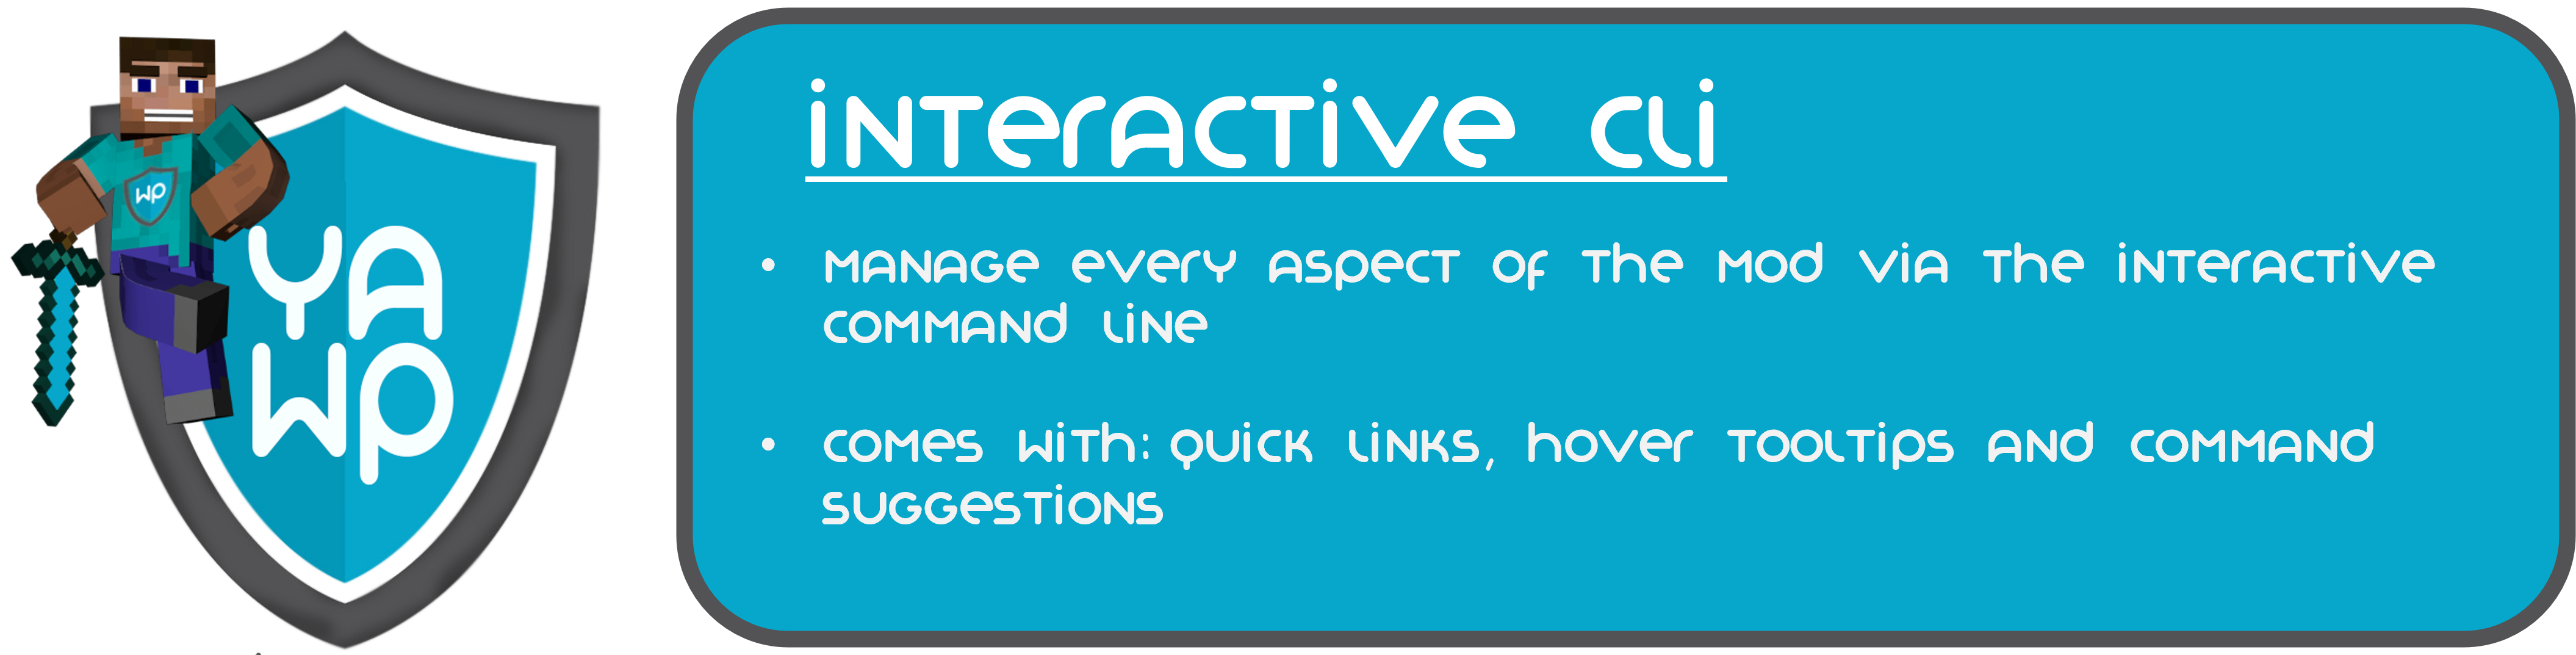 WP
YA
WP
iNTERACTiVE CLi
• MANAGE EVERY ASPECT OF THE MOD VIA THE INTERACTIVE
COMMAND LINE
• COMES WITH: QUICK LINKS, HOVER TOOLTIPS AND COMMAND
SUGGESTIONS